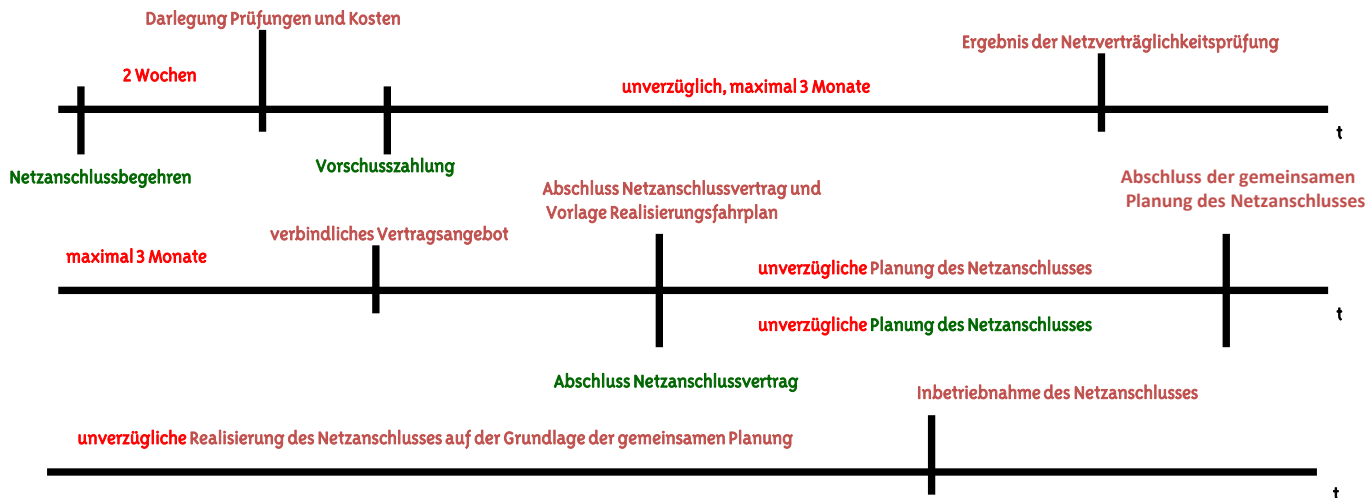 Darlegung Prüfungen und Kosten
Ergebnis der Netzverträglichkeitsprüfung
2 Wochen
unverzüglich, maximal 3 Monate
t
Netzanschlussbegehren
Vorschusszahlung
Abschluss Netzanschlussvertrag und
Vorlage Realisierungsfahrplan
Abschluss der gemeinsamen
Planung des Netzanschlusses
verbindliches Vertragsangebot
maximal 3 Monate
unverzügliche Planung des Netzanschlusses
t
unverzügliche Planung des Netzanschlusses
Abschluss Netzanschlussvertrag
Inbetriebnahme des Netzanschlusses
unverzügliche Realisierung des Netzanschlusses auf der Grundlage der gemeinsamen Planung
t